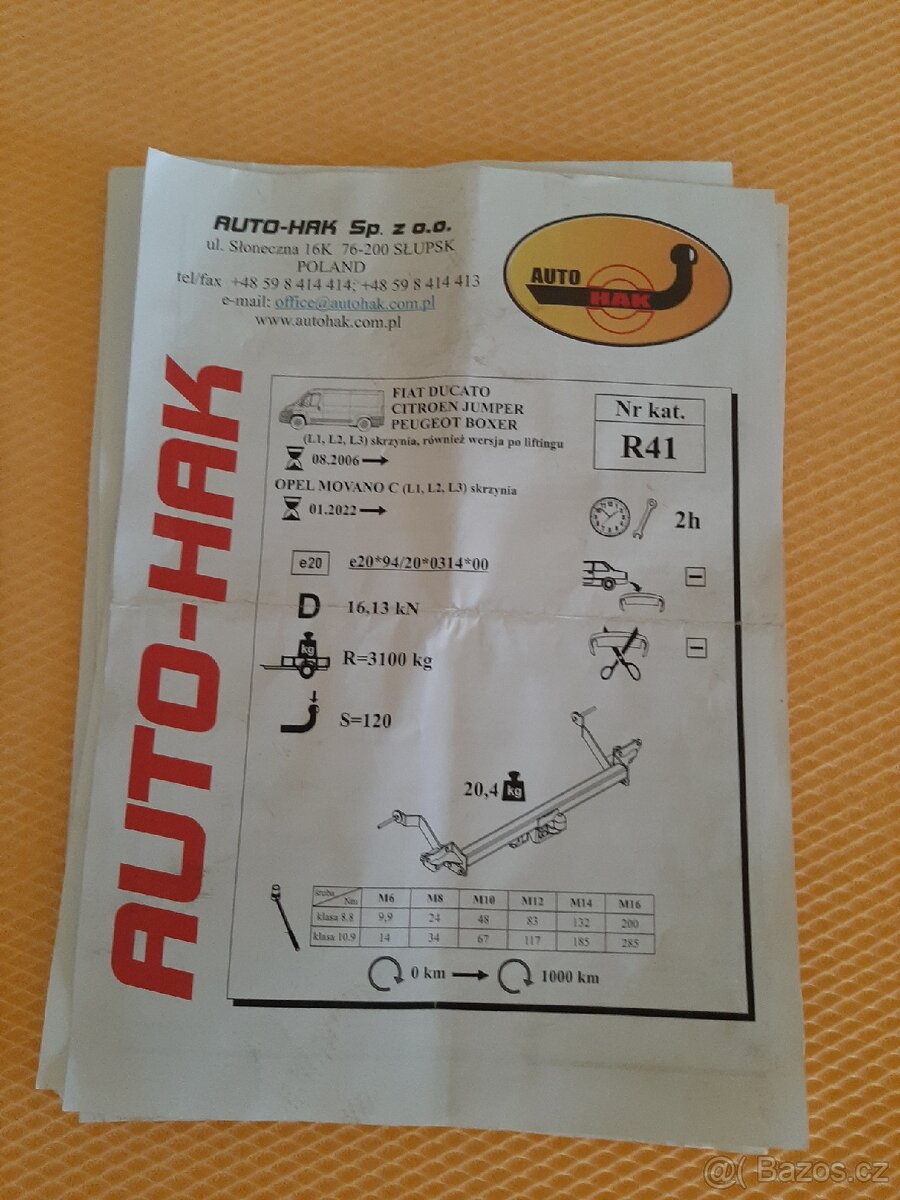 AUTO-HAK Sp. z o.o.
ul. Słoneczna 16K 76-200 SŁUPSK
POLAND
tel/fax +48 59 8 414 414; +48 59 8 414 413
e-mail: office@autohak.com.pl
www.autohak.com.pl
AUTO
HAK
AUTO-HAK
FIAT DUCATO
CITROEN JUMPER
PEUGEOT BOXER
(L1, L2, L3) skrzynia, również wersja po liftingu
08.2006
OPEL MOVANO C (L1, L2, L3) skrzynia
01.2022
Nr kat.
R41
2h
e20 e20*94/20*0314*00
D 16,13 kN
kg R=3100 kg
S=120
20,4 kg
śruba Nm M6 M8 M10 M12 M14 M16
klasa 8.8 9,9 24 48 83 132 200
klasa 10.9 14 34 67 117 185 285
0 km 1000 km
@( Bazos.cz